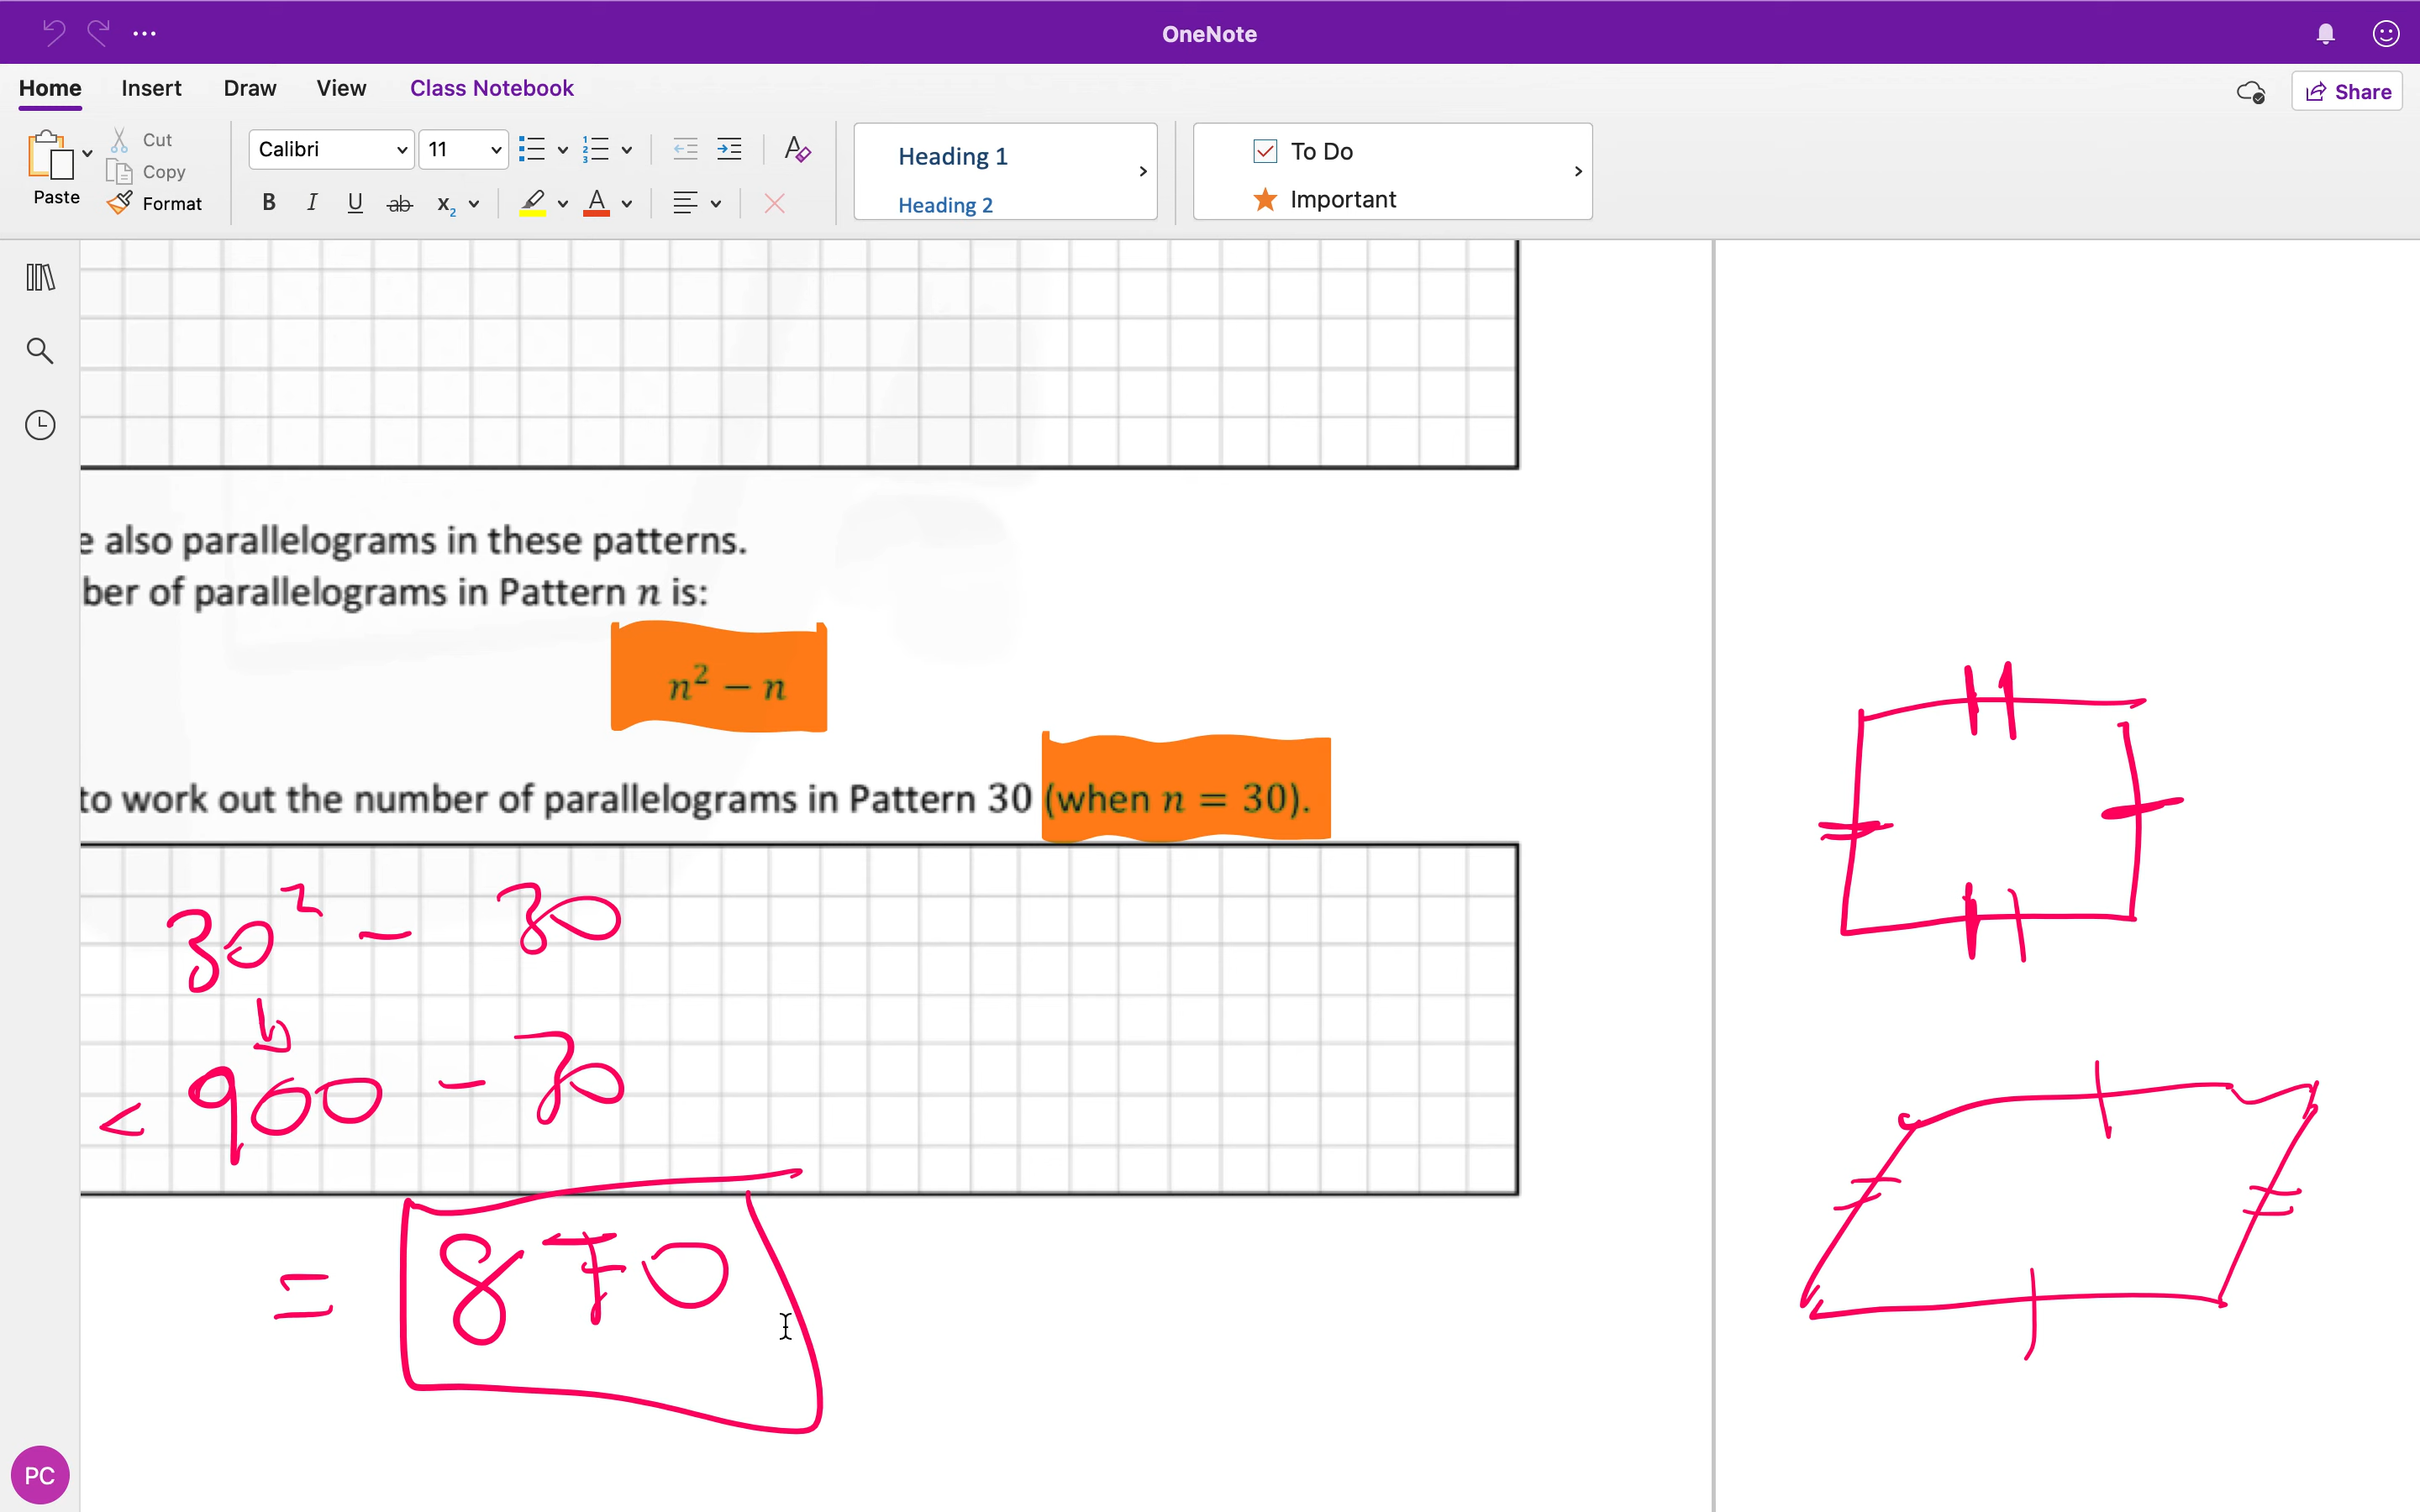 OneNote
Home Insert Draw View Class Notebook Share
Paste Cut Copy Format
Calibri 11
Heading 1
Heading 2
To Do
Important
e also parallelograms in these patterns.
ber of parallelograms in Pattern n is:
n² − n
to work out the number of parallelograms in Pattern 30 (when n = 30).
30² − 30
< 900 − 30
= 870
PC